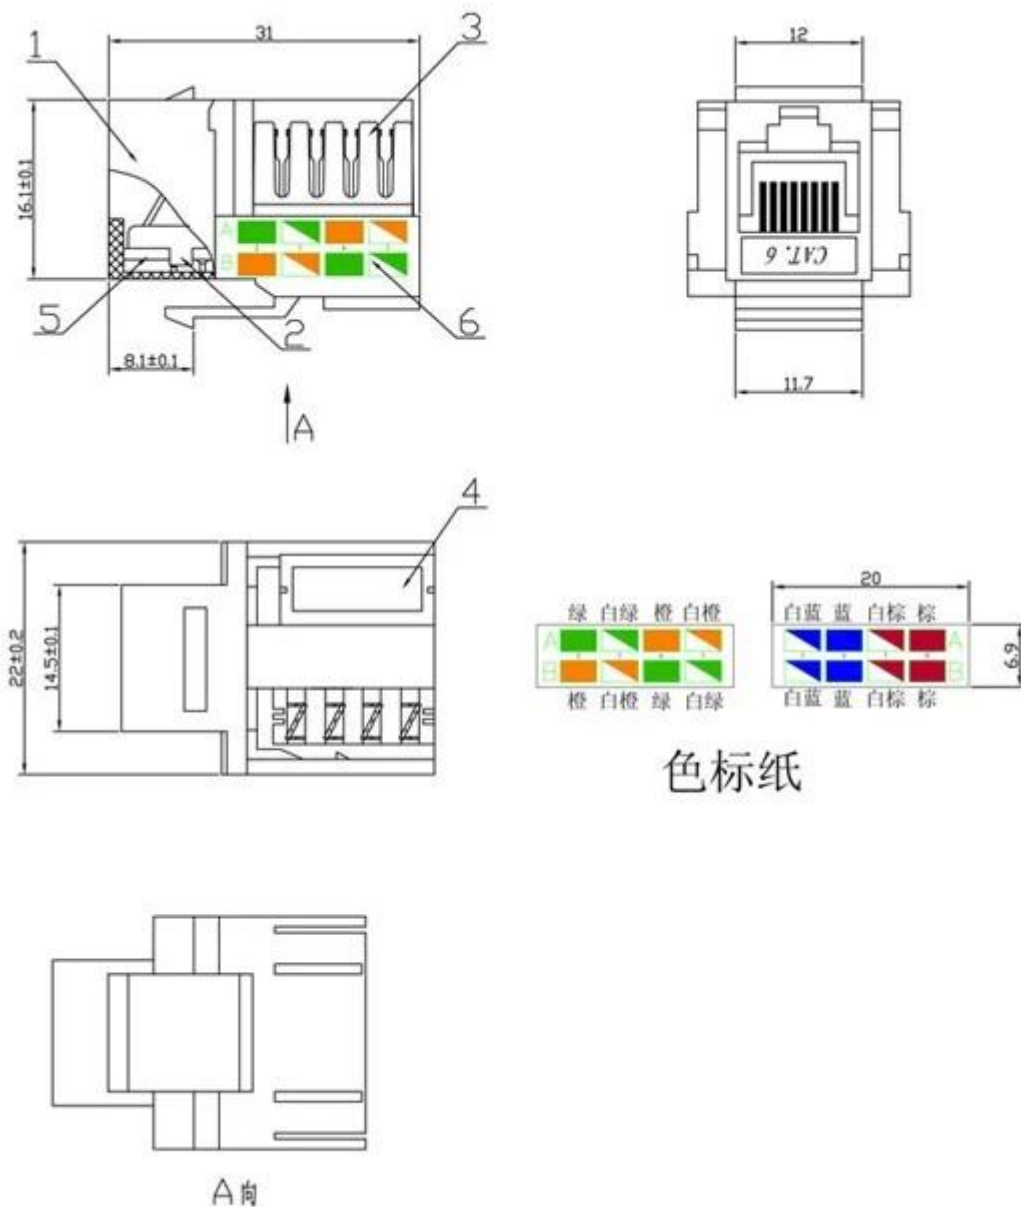 31
1
3
16.1±0.1
A
B
5
2
6
8.1±0.1
A
12
CAT. 6
11.7
4
22±0.2
14.5±0.1
绿 白绿 橙 白橙
A
B
橙 白橙 绿 白绿
20
白蓝 蓝 白棕 棕
A
B
白蓝 蓝 白棕 棕
6.9
色标纸
A向